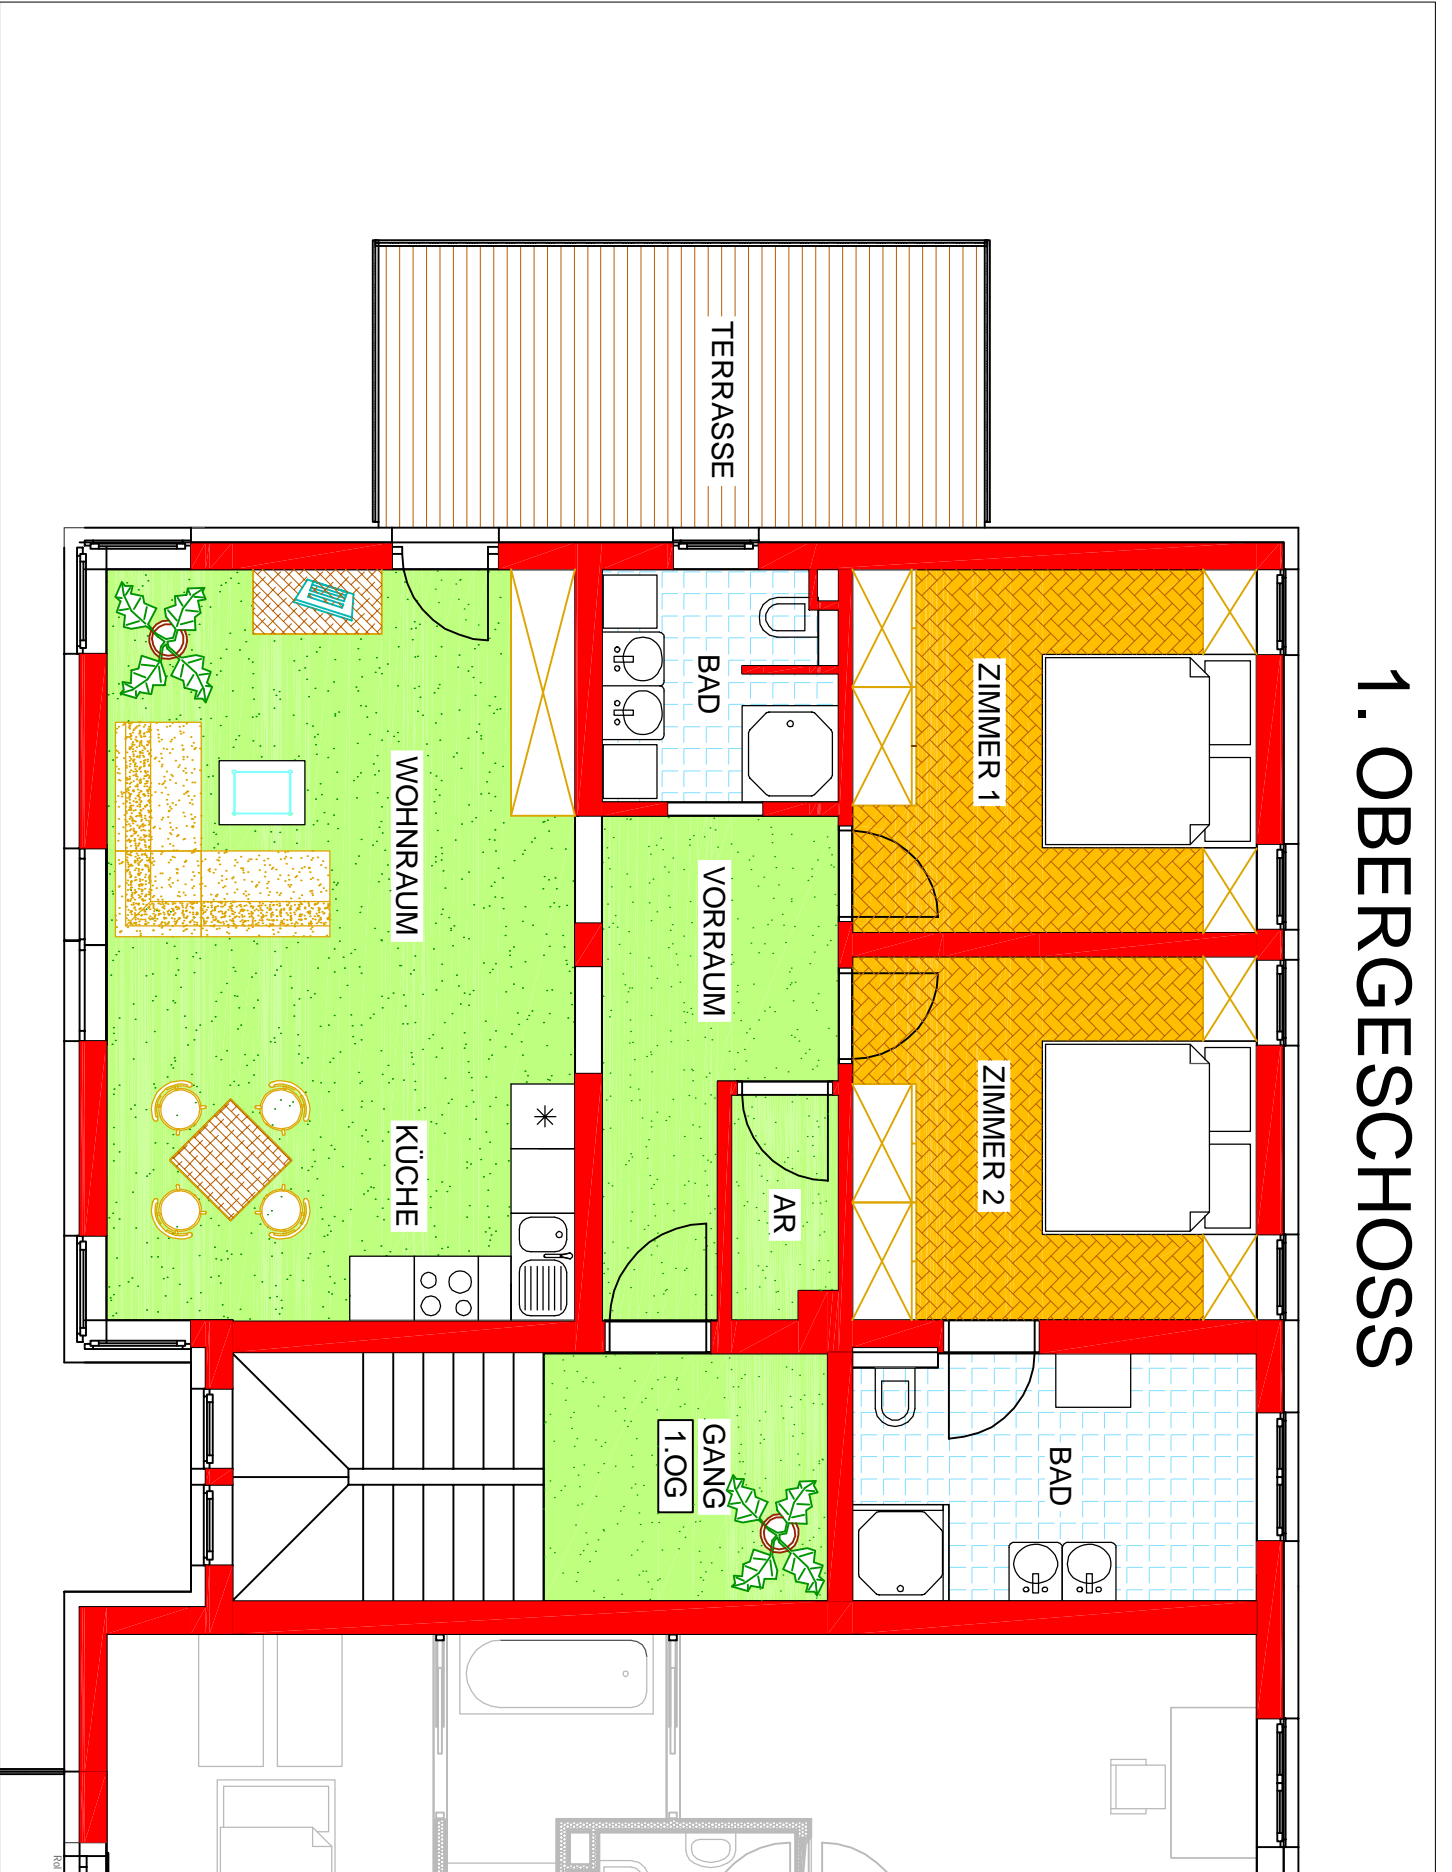 1. OBERGESCHOSS
ZIMMER 1
ZIMMER 2
BAD
TERRASSE
BAD
VORRAUM
AR
GANG
1.OG
WOHNRAUM
KÜCHE